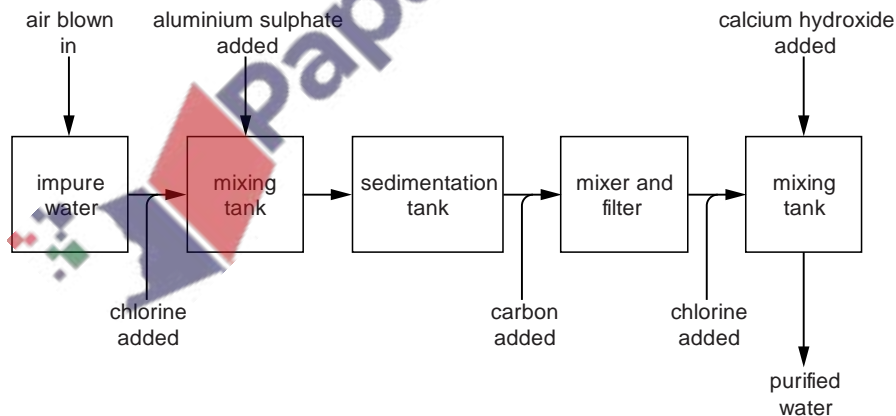 air blown
in
aluminium sulphate
added
calcium hydroxide
added
Pap
impure
water
mixing
tank
sedimentation
tank
mixer and
filter
mixing
tank
chlorine
added
carbon
added
chlorine
added
purified
water